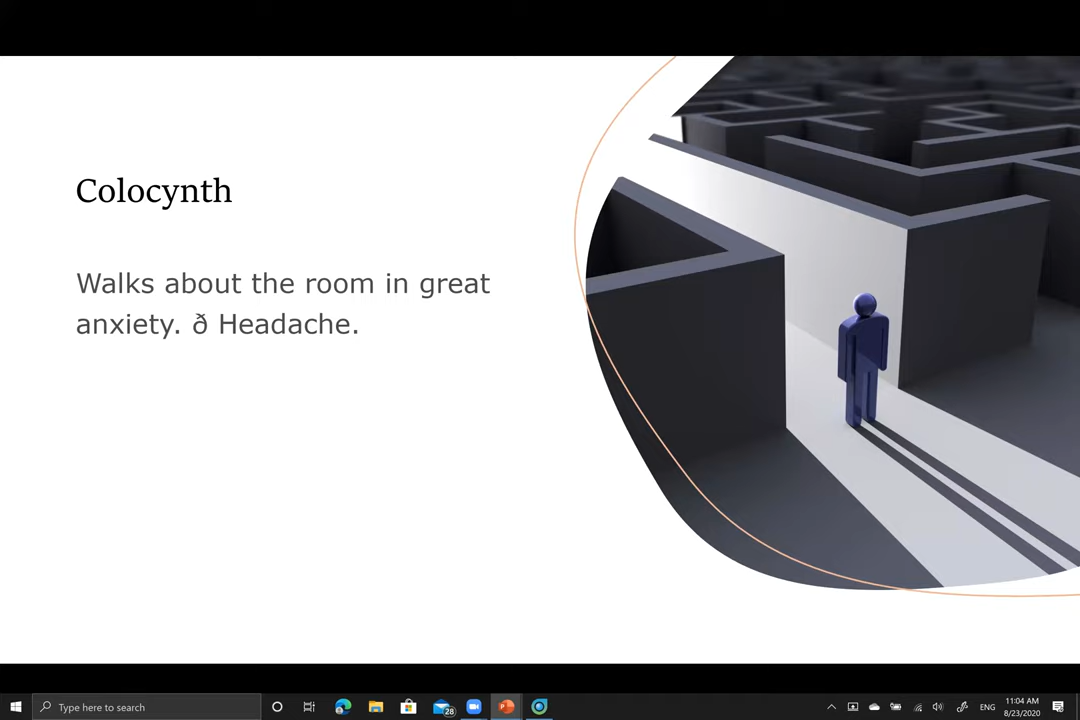 Colocynth
Walks about the room in great
anxiety. ð Headache.
Type here to search
28
ENG
11:04 AM
8/23/2020